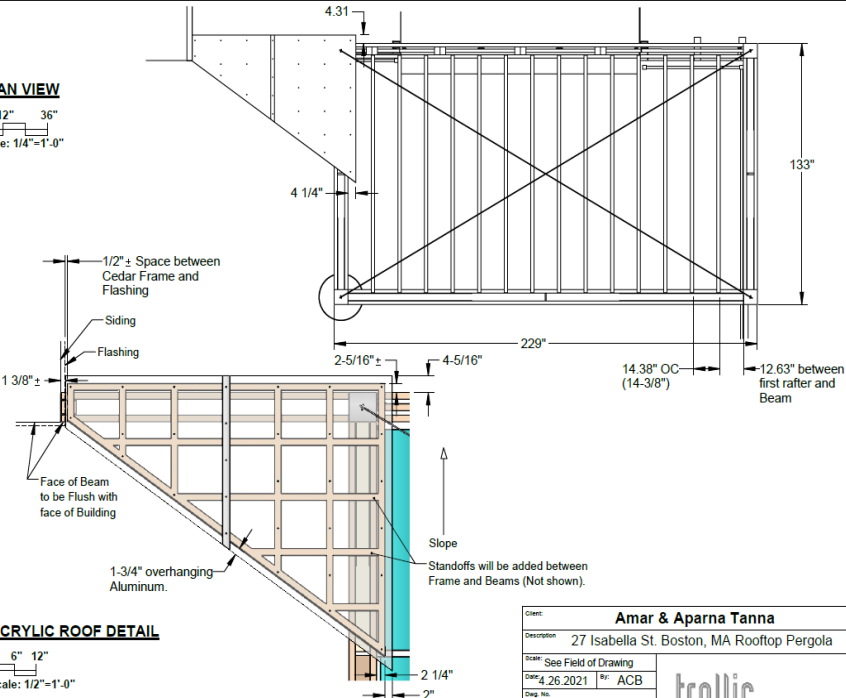 4.31
AN VIEW
12" 36"
e: 1/4"=1'-0"
133"
4 1/4"
1/2"± Space between
Cedar Frame and
Flashing
Siding
Flashing
229"
2-5/16"±
4-5/16"
14.38" OC
(14-3/8")
12.63" between
first rafter and
Beam
1 3/8"±
Face of Beam
to be Flush with
face of Building
Slope
Standoffs will be added between
Frame and Beams (Not shown).
1-3/4" overhanging
Aluminum.
CRYLIC ROOF DETAIL
6" 12"
cale: 1/2"=1'-0"
2 1/4"
2"
Client: Amar & Aparna Tanna
Description 27 Isabella St. Boston, MA Rooftop Pergola
Scale: See Field of Drawing
Date: 4.26.2021 By: ACB
Dwg. No.